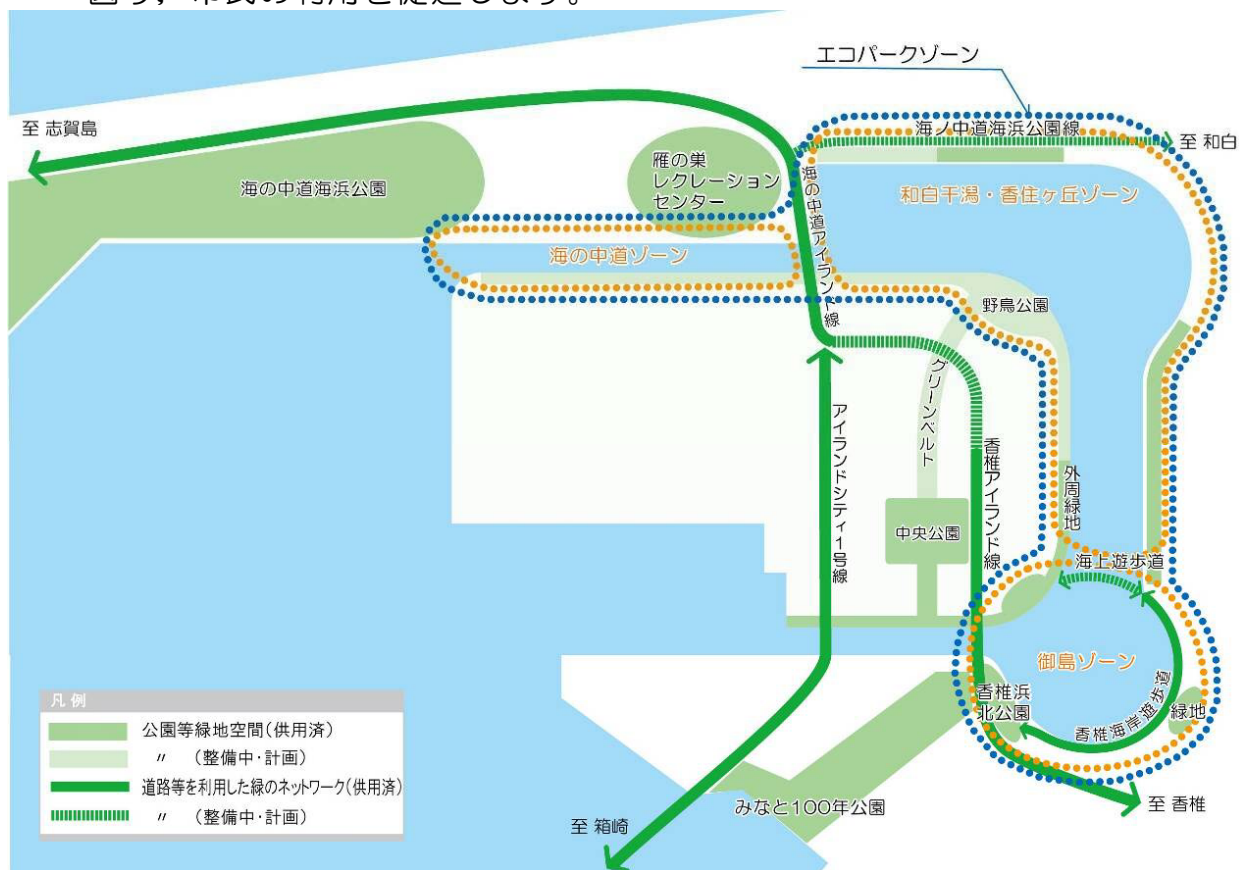 図り，市民の利用を促進します。
エコパークゾーン
至 志賀島
海ノ中道海浜公園線
至 和白
海の中道海浜公園
雁の巣
レクレーション
センター
海の中道アイランド線
和白干潟・香住ヶ丘ゾーン
海の中道ゾーン
野鳥公園
グリーンベルト
アイランドシティ1号線
香椎アイランド線
外周緑地
中央公園
海上遊歩道
御島ゾーン
香椎浜
北公園
香椎海岸遊歩道
緑地
至 香椎
みなと100年公園
至 箱崎
凡 例
公園等緑地空間（供用済）
〃 （整備中・計画）
道路等を利用した緑のネットワーク（供用済）
〃 （整備中・計画）